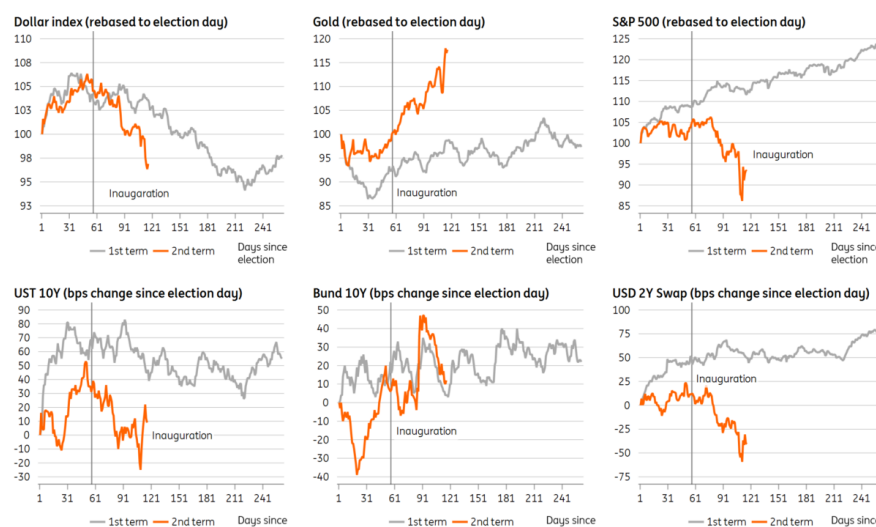 Dollar index (rebased to election day)
110
108
105
103
100
98
95
93
1 31 61 91 121 151 181 211 241
Inaugaration
1st term 2nd term
Days since
election
Gold (rebased to election day)
120
115
110
105
100
95
90
85
1 31 61 91 121 151 181 211 241
Inauguration
1st term 2nd term
Days since
election
S&P 500 (rebased to election day)
125
120
115
110
105
100
95
90
85
1 31 61 91 121 151 181 211 241
Inauguration
1st term 2nd term
Days since
election
UST 10Y (bps change since election day)
90
80
70
60
50
40
30
20
10
0
-10
-20
-30
1 31 61 91 121 151 181 211 241
Inauguration
1st term 2nd term
Days since
Bund 10Y (bps change since election day)
50
40
30
20
10
0
-10
-20
-30
-40
1 31 61 91 121 151 181 211 241
Inauguration
1st term 2nd term
Days since
USD 2Y Swap (bps change since election day)
100
75
50
25
0
-25
-50
-75
1 31 61 91 121 151 181 211 241
Inauguration
1st term 2nd term
Days since